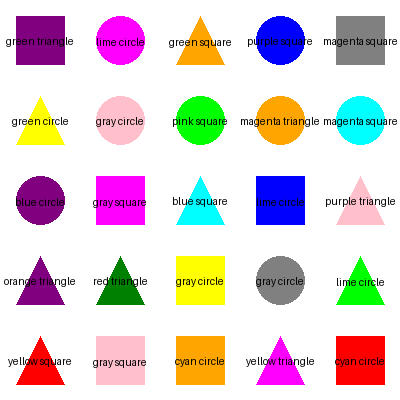 green triangle lime circle green square purple square magenta square
green circle gray circle pink square magenta triangle magenta square
blue circle gray square blue square lime circle purple triangle
orange triangle red triangle gray circle gray circle lime circle
yellow square gray square cyan circle yellow triangle cyan circle